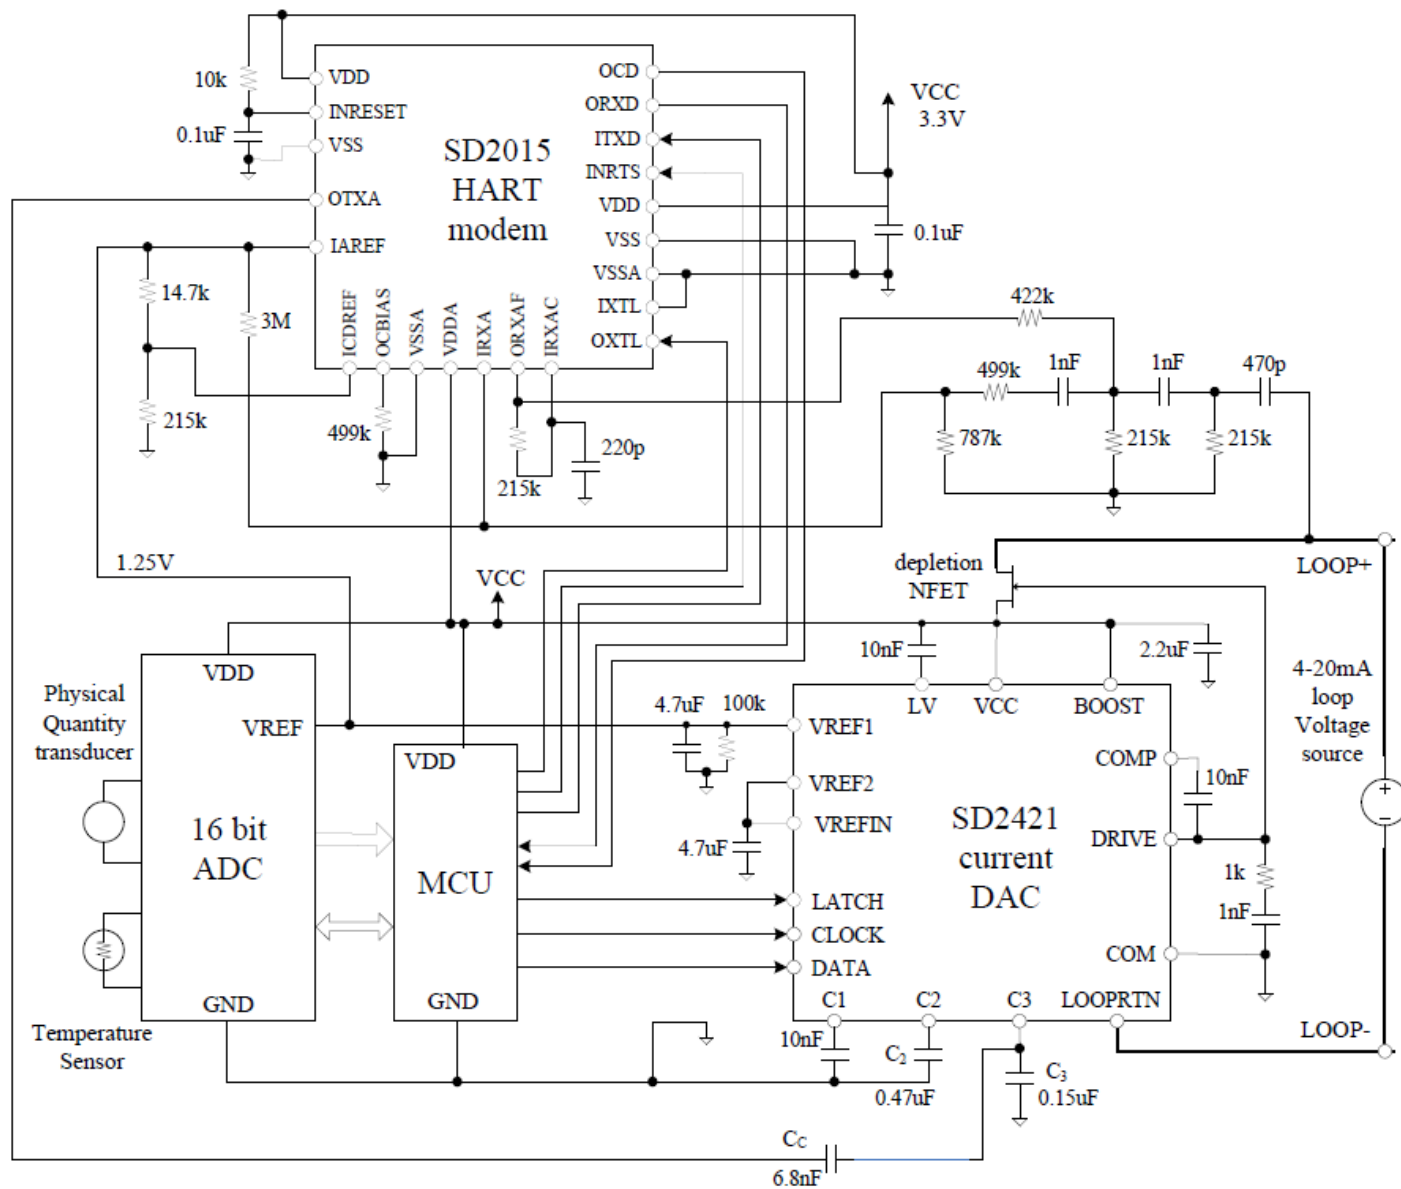 10k
0.1uF
VDD
INRESET
VSS
OTXA
IAREF
SD2015
HART
modem
OCD
ORXD
ITXD
INRTS
VDD
VSS
VSSA
IXTL
OXTL
ICDREF
OCBIAS
VSSA
VDDA
IRXA
ORXAF
IRXAC
VCC
3.3V
0.1uF
14.7k
3M
215k
499k
215k
220p
422k
499k
1nF
1nF
470p
787k
215k
215k
1.25V
VCC
depletion
NFET
LOOP+
10nF
2.2uF
4-20mA
loop
Voltage
source
+
−
LOOP-
Physical
Quantity
transducer
Temperature
Sensor
VDD
VREF
16 bit
ADC
GND
VDD
MCU
GND
4.7uF
100k
4.7uF
LV
VCC
BOOST
VREF1
VREF2
VREFIN
LATCH
CLOCK
DATA
SD2421
current
DAC
COMP
DRIVE
COM
C1
C2
C3
LOOPRTN
10nF
1k
1nF
10nF
C2
0.47uF
C3
0.15uF
CC
6.8nF